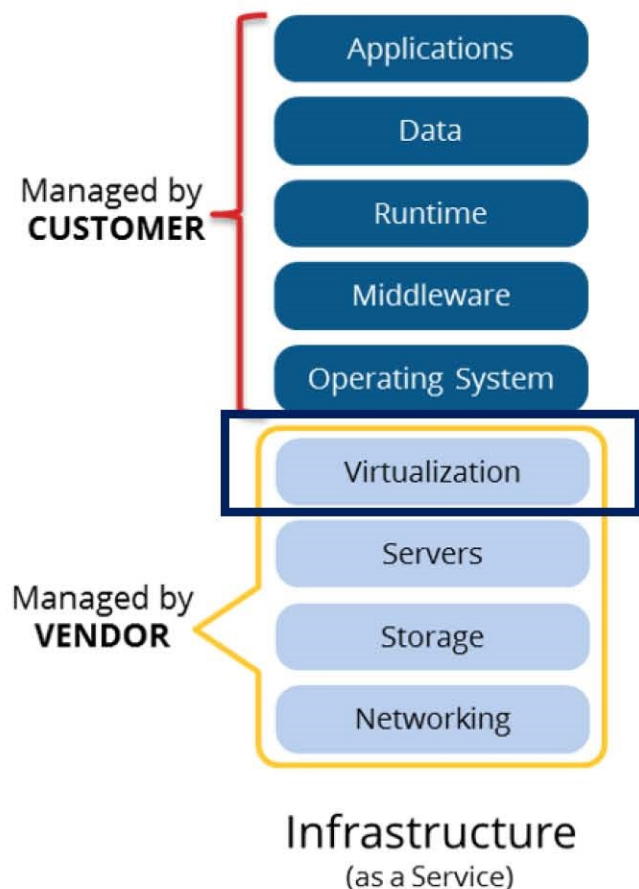 Applications
Data
Managed by
CUSTOMER
Runtime
Middleware
Operating System
Virtualization
Servers
Managed by
VENDOR
Storage
Networking
Infrastructure
(as a Service)